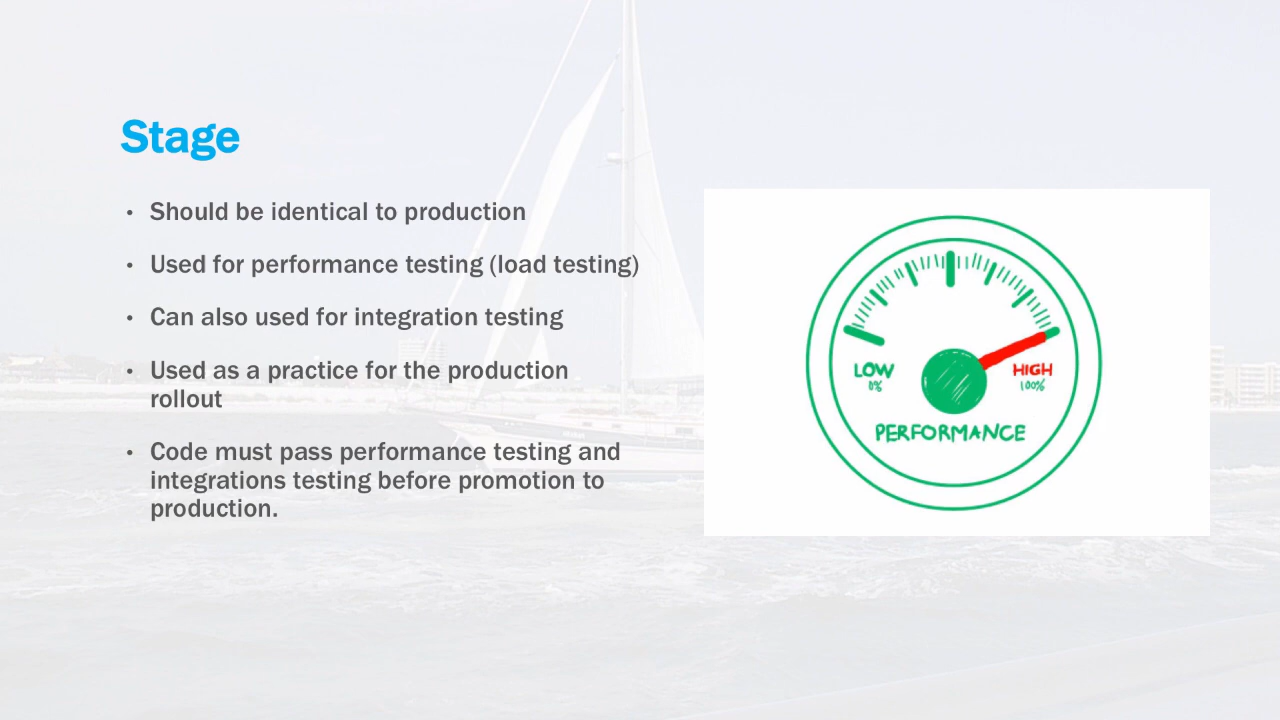 Stage
• Should be identical to production
• Used for performance testing (load testing)
• Can also used for integration testing
• Used as a practice for the production
rollout
• Code must pass performance testing and
integrations testing before promotion to
production.
LOW
0%
HIGH
100%
PERFORMANCE